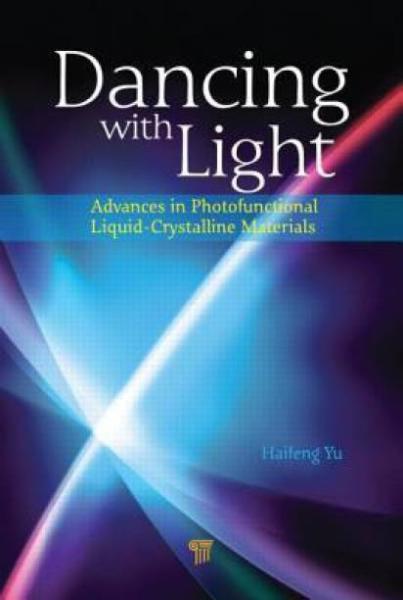 Dancing
with Light
Advances in Photofunctional
Liquid-Crystalline Materials
Haifeng Yu